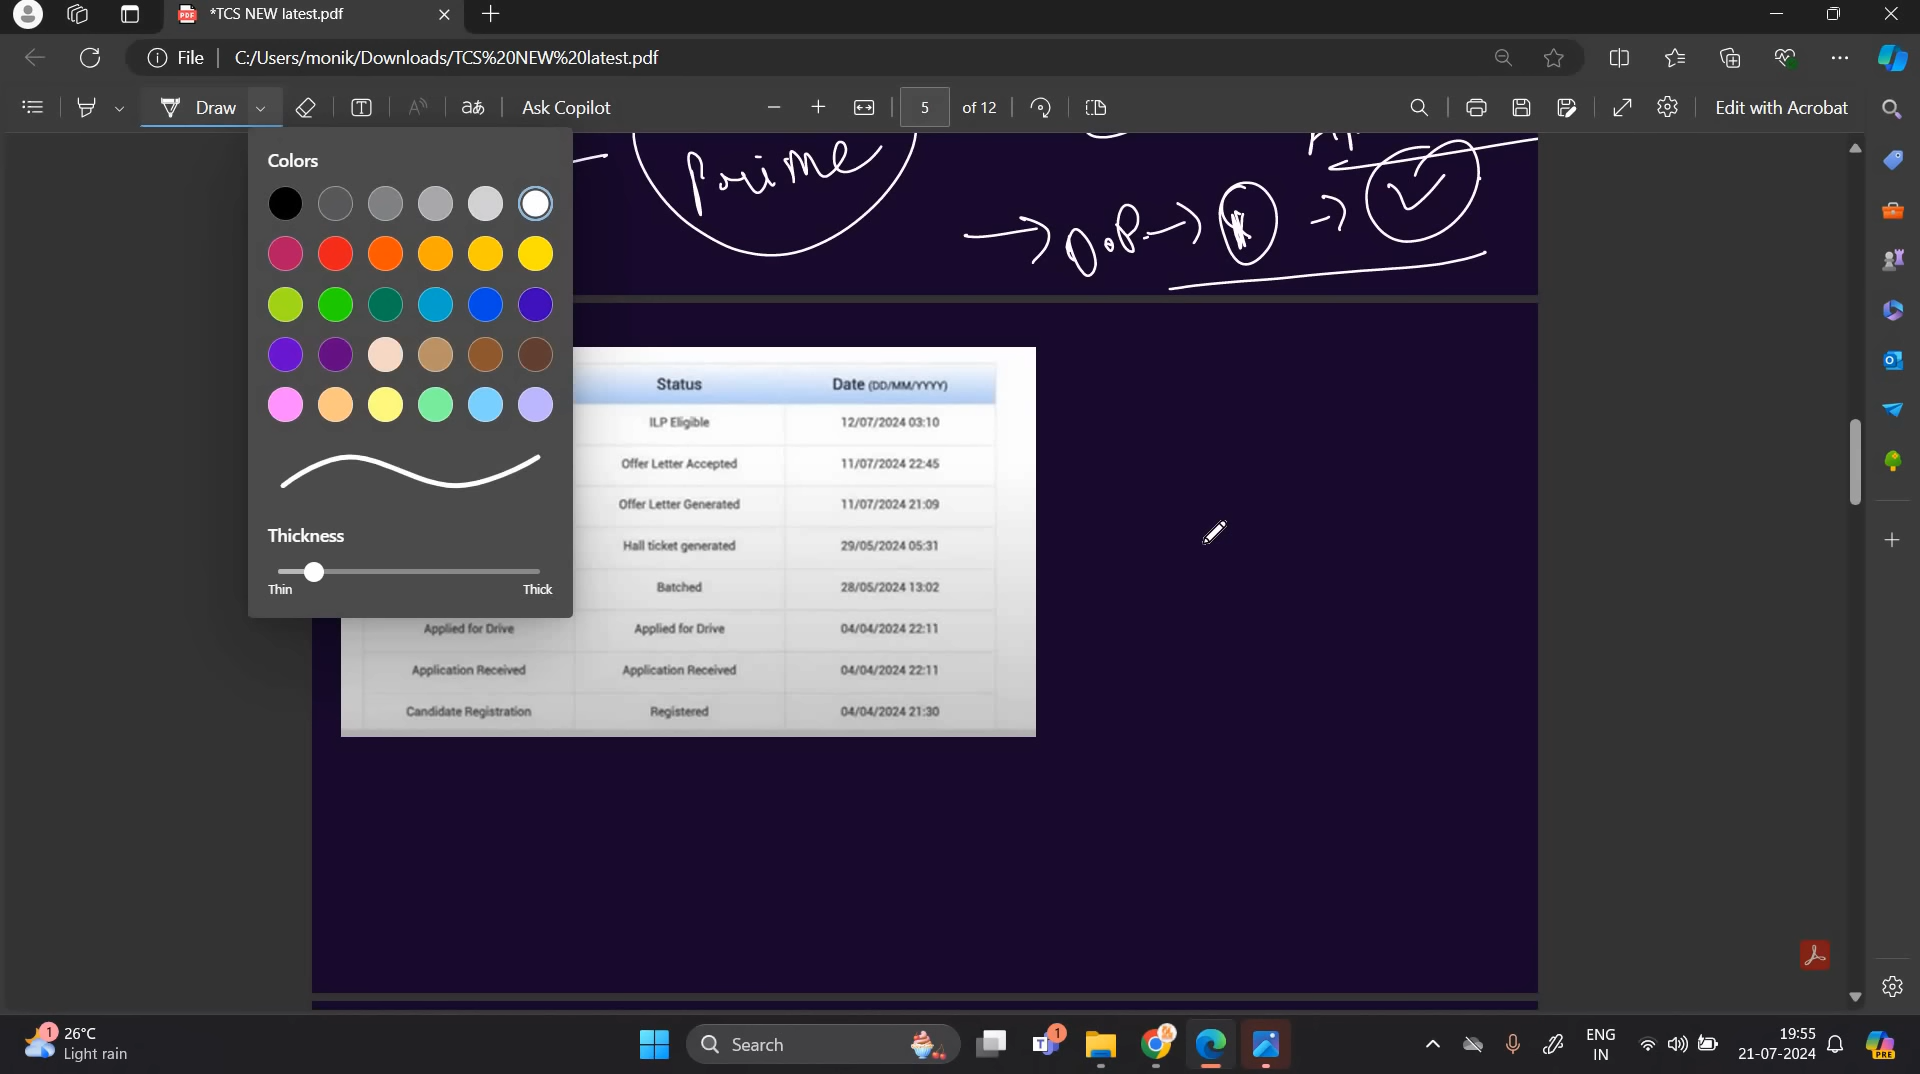 *TCS NEW latest.pdf
File
C:/Users/monik/Downloads/TCS%20NEW%20latest.pdf
Draw
aあ
Ask Copilot
5 of 12
Edit with Acrobat
Colors
Thickness
Thin
Thick
Prime
D.O.P.
Status Date (DD/MM/YYYY)
ILP Eligible 12/07/2024 03:10
Offer Letter Accepted 11/07/2024 22:45
Offer Letter Generated 11/07/2024 21:09
Hall ticket generated 29/05/2024 05:31
Batched 28/05/2024 13:02
Applied for Drive Applied for Drive 04/04/2024 22:11
Application Received Application Received 04/04/2024 22:11
Candidate Registration Registered 04/04/2024 21:30
1
26°C
Light rain
Search
1
PRE
ENG
IN
19:55
21-07-2024